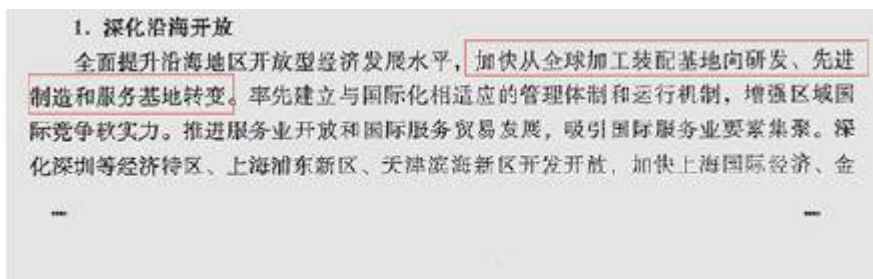 1. 深化沿海开放
全面提升沿海地区开放型经济发展水平，加快从全球加工装配基地向研发、先进
制造和服务基地转变。率先建立与国际化相适应的管理体制和运行机制，增强区域国
际竞争软实力。推进服务业开放和国际服务贸易发展，吸引国际服务业要素集聚。深
化深圳等经济特区、上海浦东新区、天津滨海新区开发开放，加快上海国际经济、金